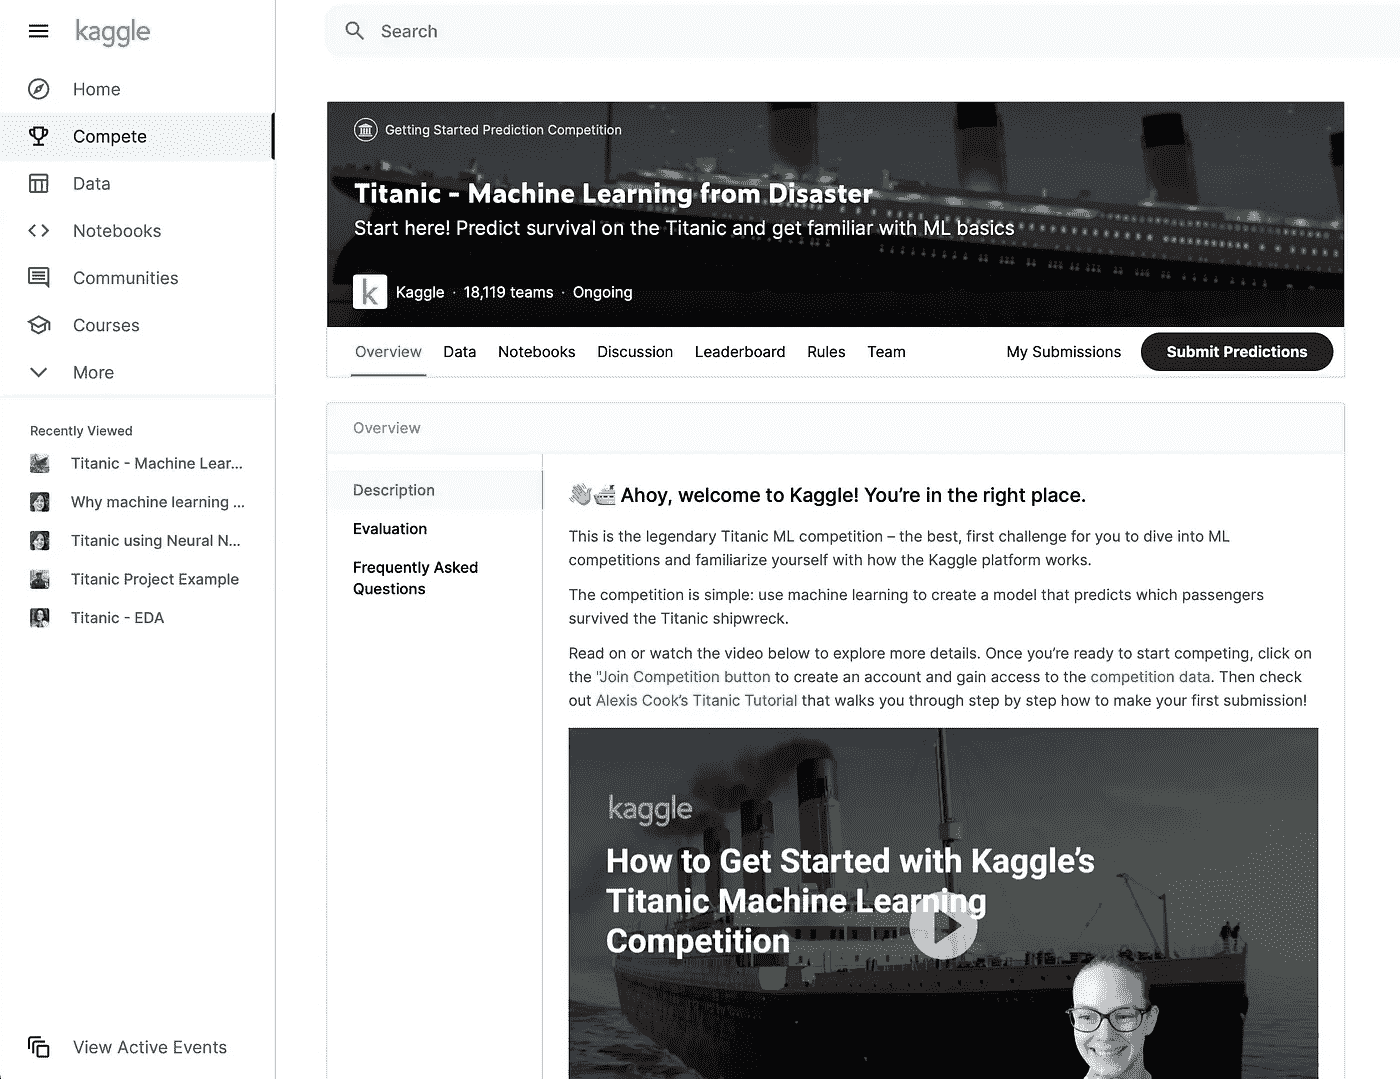 kaggle
Search
Home
Compete
Data
Notebooks
Communities
Courses
More
Recently Viewed
Titanic - Machine Lear...
Why machine learning ...
Titanic using Neural N...
Titanic Project Example
Titanic - EDA
View Active Events
Getting Started Prediction Competition
Titanic - Machine Learning from Disaster
Start here! Predict survival on the Titanic and get familiar with ML basics
k
Kaggle · 18,119 teams · Ongoing
Overview Data Notebooks Discussion Leaderboard Rules Team My Submissions Submit Predictions
Overview
Description
Evaluation
Frequently Asked
Questions
Ahoy, welcome to Kaggle! You’re in the right place.
This is the legendary Titanic ML competition – the best, first challenge for you to dive into ML
competitions and familiarize yourself with how the Kaggle platform works.
The competition is simple: use machine learning to create a model that predicts which passengers
survived the Titanic shipwreck.
Read on or watch the video below to explore more details. Once you’re ready to start competing, click on
the "Join Competition button to create an account and gain access to the competition data. Then check
out Alexis Cook’s Titanic Tutorial that walks you through step by step how to make your first submission!
kaggle
How to Get Started with Kaggle’s
Titanic Machine Learning
Competition